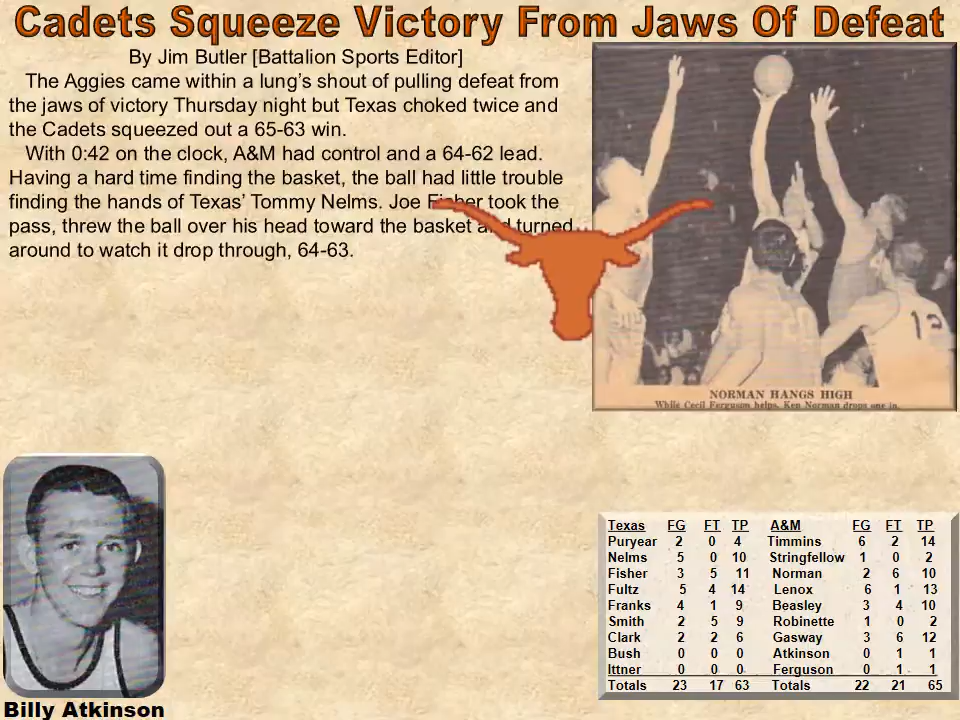 Cadets Squeeze Victory From Jaws Of Defeat
By Jim Butler [Battalion Sports Editor]
The Aggies came within a lung’s shout of pulling defeat from
the jaws of victory Thursday night but Texas choked twice and
the Cadets squeezed out a 65-63 win.
With 0:42 on the clock, A&M had control and a 64-62 lead.
Having a hard time finding the basket, the ball had little trouble
finding the hands of Texas’ Tommy Nelms. Joe Fisher took the
pass, threw the ball over his head toward the basket and turned
around to watch it drop through, 64-63.
12
NORMAN HANGS HIGH
While Cecil Ferguson helps, Ken Norman drops one in.
Texas FG FT TP A&M FG FT TP
Puryear 2 0 4 Timmins 6 2 14
Nelms 5 0 10 Stringfellow 1 0 2
Fisher 3 5 11 Norman 2 6 10
Fultz 5 4 14 Lenox 6 1 13
Franks 4 1 9 Beasley 3 4 10
Smith 2 5 9 Robinette 1 0 2
Clark 2 2 6 Gasway 3 6 12
Bush 0 0 0 Atkinson 0 1 1
Ittner 0 0 0 Ferguson 0 1 1
Totals 23 17 63 Totals 22 21 65
Billy Atkinson